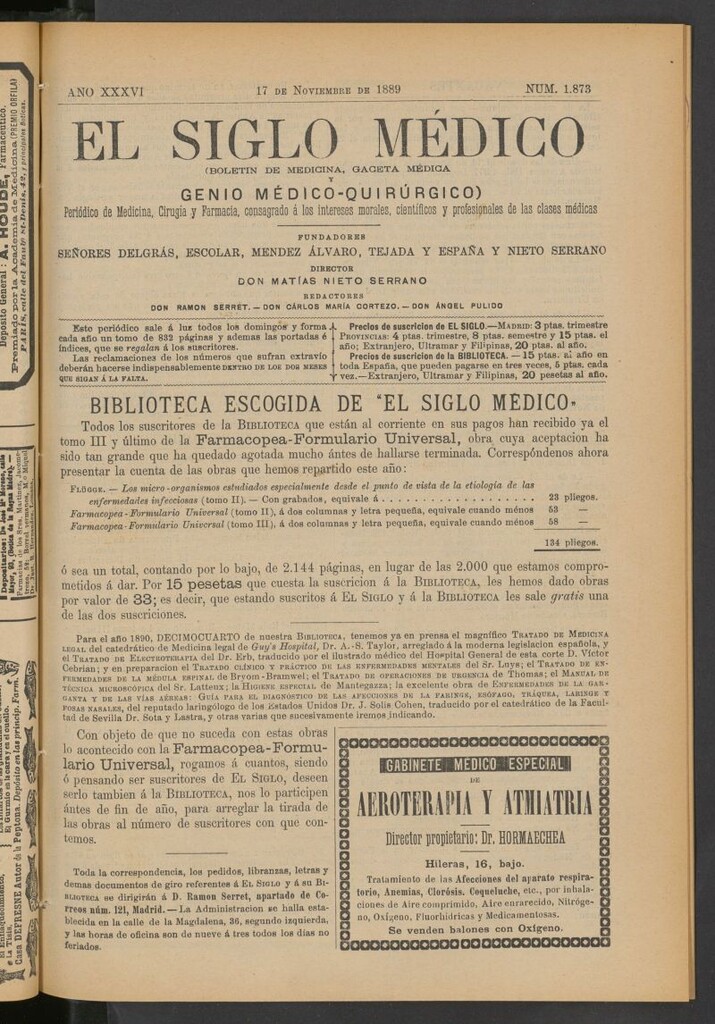 AÑO XXXVI 17 DE NOVIEMBRE DE 1889 NUM. 1.873
EL SIGLO MÉDICO
(BOLETIN DE MEDICINA, GACETA MÉDICA
Y
GENIO MÉDICO-QUIRÚRGICO)
Periódico de Medicina, Cirugia y Farmacia, consagrado á los intereses morales, científicos y profesionales de las clases médicas
FUNDADORES
SEÑORES DELGRÁS, ESCOLAR, MENDEZ ÁLVARO, TEJADA Y ESPAÑA Y NIETO SERRANO
DIRECTOR
DON MATÍAS NIETO SERRANO
REDACTORES
DON RAMON SERRET. — DON CÁRLOS MARÍA CORTEZO. — DON ÁNGEL PULIDO
Este periódico sale á luz todos los domingos y forma
cada año un tomo de 832 páginas y ademas las portadas é
índices, que se regalan á los suscritores.
Las reclamaciones de los números que sufran extravío
deberán hacerse indispensablemente DENTRO DE LOS DOS MESES
QUE SIGAN Á LA FALTA.
Precios de suscricion de EL SIGLO.—MADRID: 3 ptas. trimestre
PROVINCIAS: 4 ptas. trimestre, 8 ptas. semestre y 15 ptas. el
año; Extranjero, Ultramar y Filipinas, 20 ptas. al año.
Precios de suscricion de la BIBLIOTECA. — 15 ptas. al año en
toda España, que pueden pagarse en tres veces, 5 ptas. cada
vez.—Extranjero, Ultramar y Filipinas, 20 pesetas al año.
BIBLIOTECA ESCOGIDA DE "EL SIGLO MÉDICO"
Todos los suscritores de la BIBLIOTECA que están al corriente en sus pagos han recibido ya el
tomo III y último de la Farmacopea-Formulario Universal, obra cuya aceptacion ha
sido tan grande que ha quedado agotada mucho ántes de hallarse terminada. Correspóndenos ahora
presentar la cuenta de las obras que hemos repartido este año:
FLÜGGE. — Los micro-organismos estudiados especialmente desde el punto de vista de la etiologia de las
enfermedades infecciosas (tomo II). — Con grabados, equivale á . . . . . . . . . . . . . . . . . . . . 23 pliegos.
Farmacopea-Formulario Universal (tomo II), á dos columnas y letra pequeña, equivale cuando ménos 53 —
Farmacopea-Formulario Universal (tomo III), á dos columnas y letra pequeña, equivale cuando ménos 58 —
134 pliegos.
ó sea un total, contando por lo bajo, de 2.144 páginas, en lugar de las 2.000 que estamos compro-
metidos á dar. Por 15 pesetas que cuesta la suscricion á la BIBLIOTECA, les hemos dado obras
por valor de 33; es decir, que estando suscritos á EL SIGLO y á la BIBLIOTECA les sale gratis una
de las dos suscriciones.
Para el año 1890, DECIMOCUARTO de nuestra BIBLIOTECA, tenemos ya en prensa el magnífico TRATADO DE MEDICINA
LEGAL del catedrático de Medicina legal de Guy's Hospital, Dr. A.-S. Taylor, arreglado á la moderna legislacion española, y
el TRATADO DE ELECTROTERAPIA del Dr. Erb, traducido por el ilustrado médico del Hospital General de esta corte D. Víctor
Cebrian; y en preparacion el TRATADO CLÍNICO Y PRÁCTICO DE LAS ENFERMEDADES MENTALES del Sr. Luys; el TRATADO DE EN-
FERMEDADES DE LA MÉDULA ESPINAL de Bryom-Bramwel; el TRATADO DE OPERACIONES DE URGENCIA de Thomas; el MANUAL DE
TÉCNICA MICROSCÓPICA del Sr. Latteux; la HIGIENE ESPECIAL de Mantegazza; la excelente obra de ENFERMEDADES DE LA GAR-
GANTA Y DE LAS VÍAS AÉREAS: GUÍA PARA EL DIAGNÓSTICO DE LAS AFECCIONES DE LA FARINGE, ESÓFAGO, TRÁQUEA, LARINGE Y
FOSAS NASALES, del reputado laringólogo de los Estados Unidos Dr. J. Solis Cohen, traducido por el catedrático de la Facul-
tad de Sevilla Dr. Sota y Lastra, y otras varias que sucesivamente iremos indicando.
Con objeto de que no suceda con estas obras
lo acontecido con la Farmacopea-Formu-
lario Universal, rogamos á cuantos, siendo
ó pensando ser suscritores de EL SIGLO, deseen
serlo tambien á la BIBLIOTECA, nos lo participen
ántes de fin de año, para arreglar la tirada de
las obras al número de suscritores con que con-
temos.
Toda la correspondencia, los pedidos, libranzas, letras y
demas documentos de giro referentes á EL SIGLO y á su BI-
BLIOTECA se dirigirán á D. Ramon Serret, apartado de Co-
rreos núm. 121, Madrid. — La Administracion se halla esta-
blecida en la calle de la Magdalena, 36, segundo izquierda,
y las horas de oficina son de nueve á tres todos los dias no
feriados.
GABINETE MEDICO ESPECIAL
DE
AEROTERAPIA Y ATMIATRIA
Director propietario: Dr. HORMAECHEA
Hileras, 16, bajo.
Tratamiento de las Afecciones del aparato respira-
torio, Anemias, Clorósis, Coqueluche, etc., por inhala-
ciones de Aire comprimido, Aire enrarecido, Nitróge-
no, Oxígeno, Fluorhídricas y Medicamentosas.
Se venden balones con Oxígeno.
Deposito General: A. HOUDÉ, Farmacéutico.
Premiado por la Academia de Medicina (PREMIO ORFILA)
Casa DEFRESNE Autor de la Peptona. Depósito en las princip. Farm.